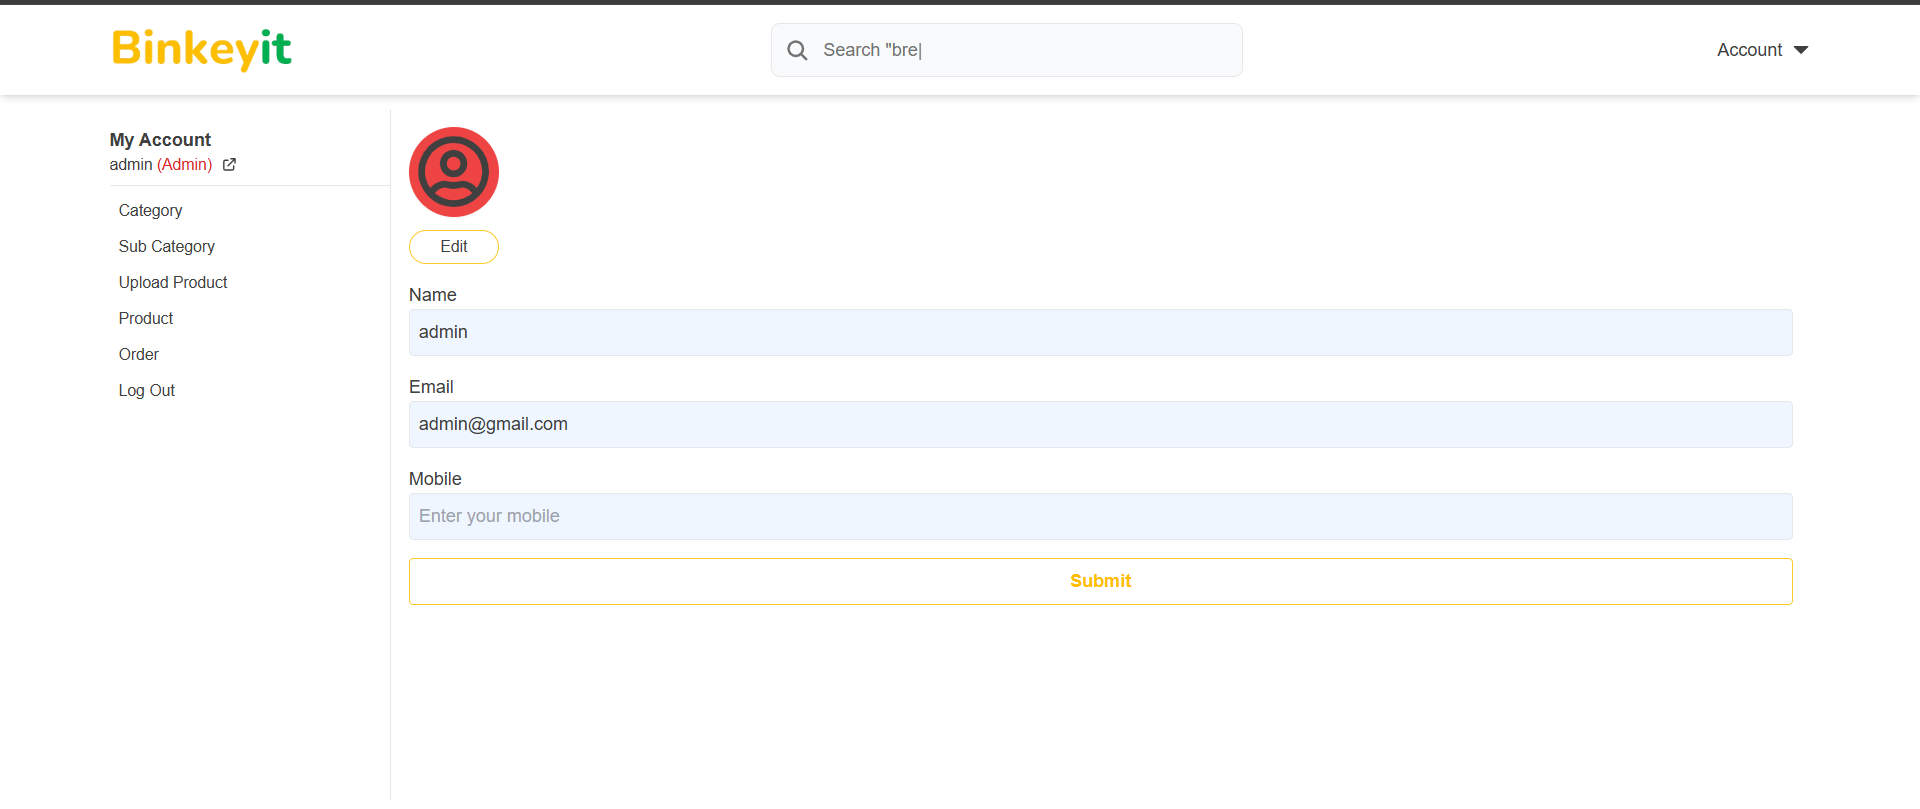 Binkeyit
Search "bre|
Account
My Account
admin (Admin)
Category
Sub Category
Upload Product
Product
Order
Log Out
Edit
Name
admin
Email
admin@gmail.com
Mobile
Enter your mobile
Submit